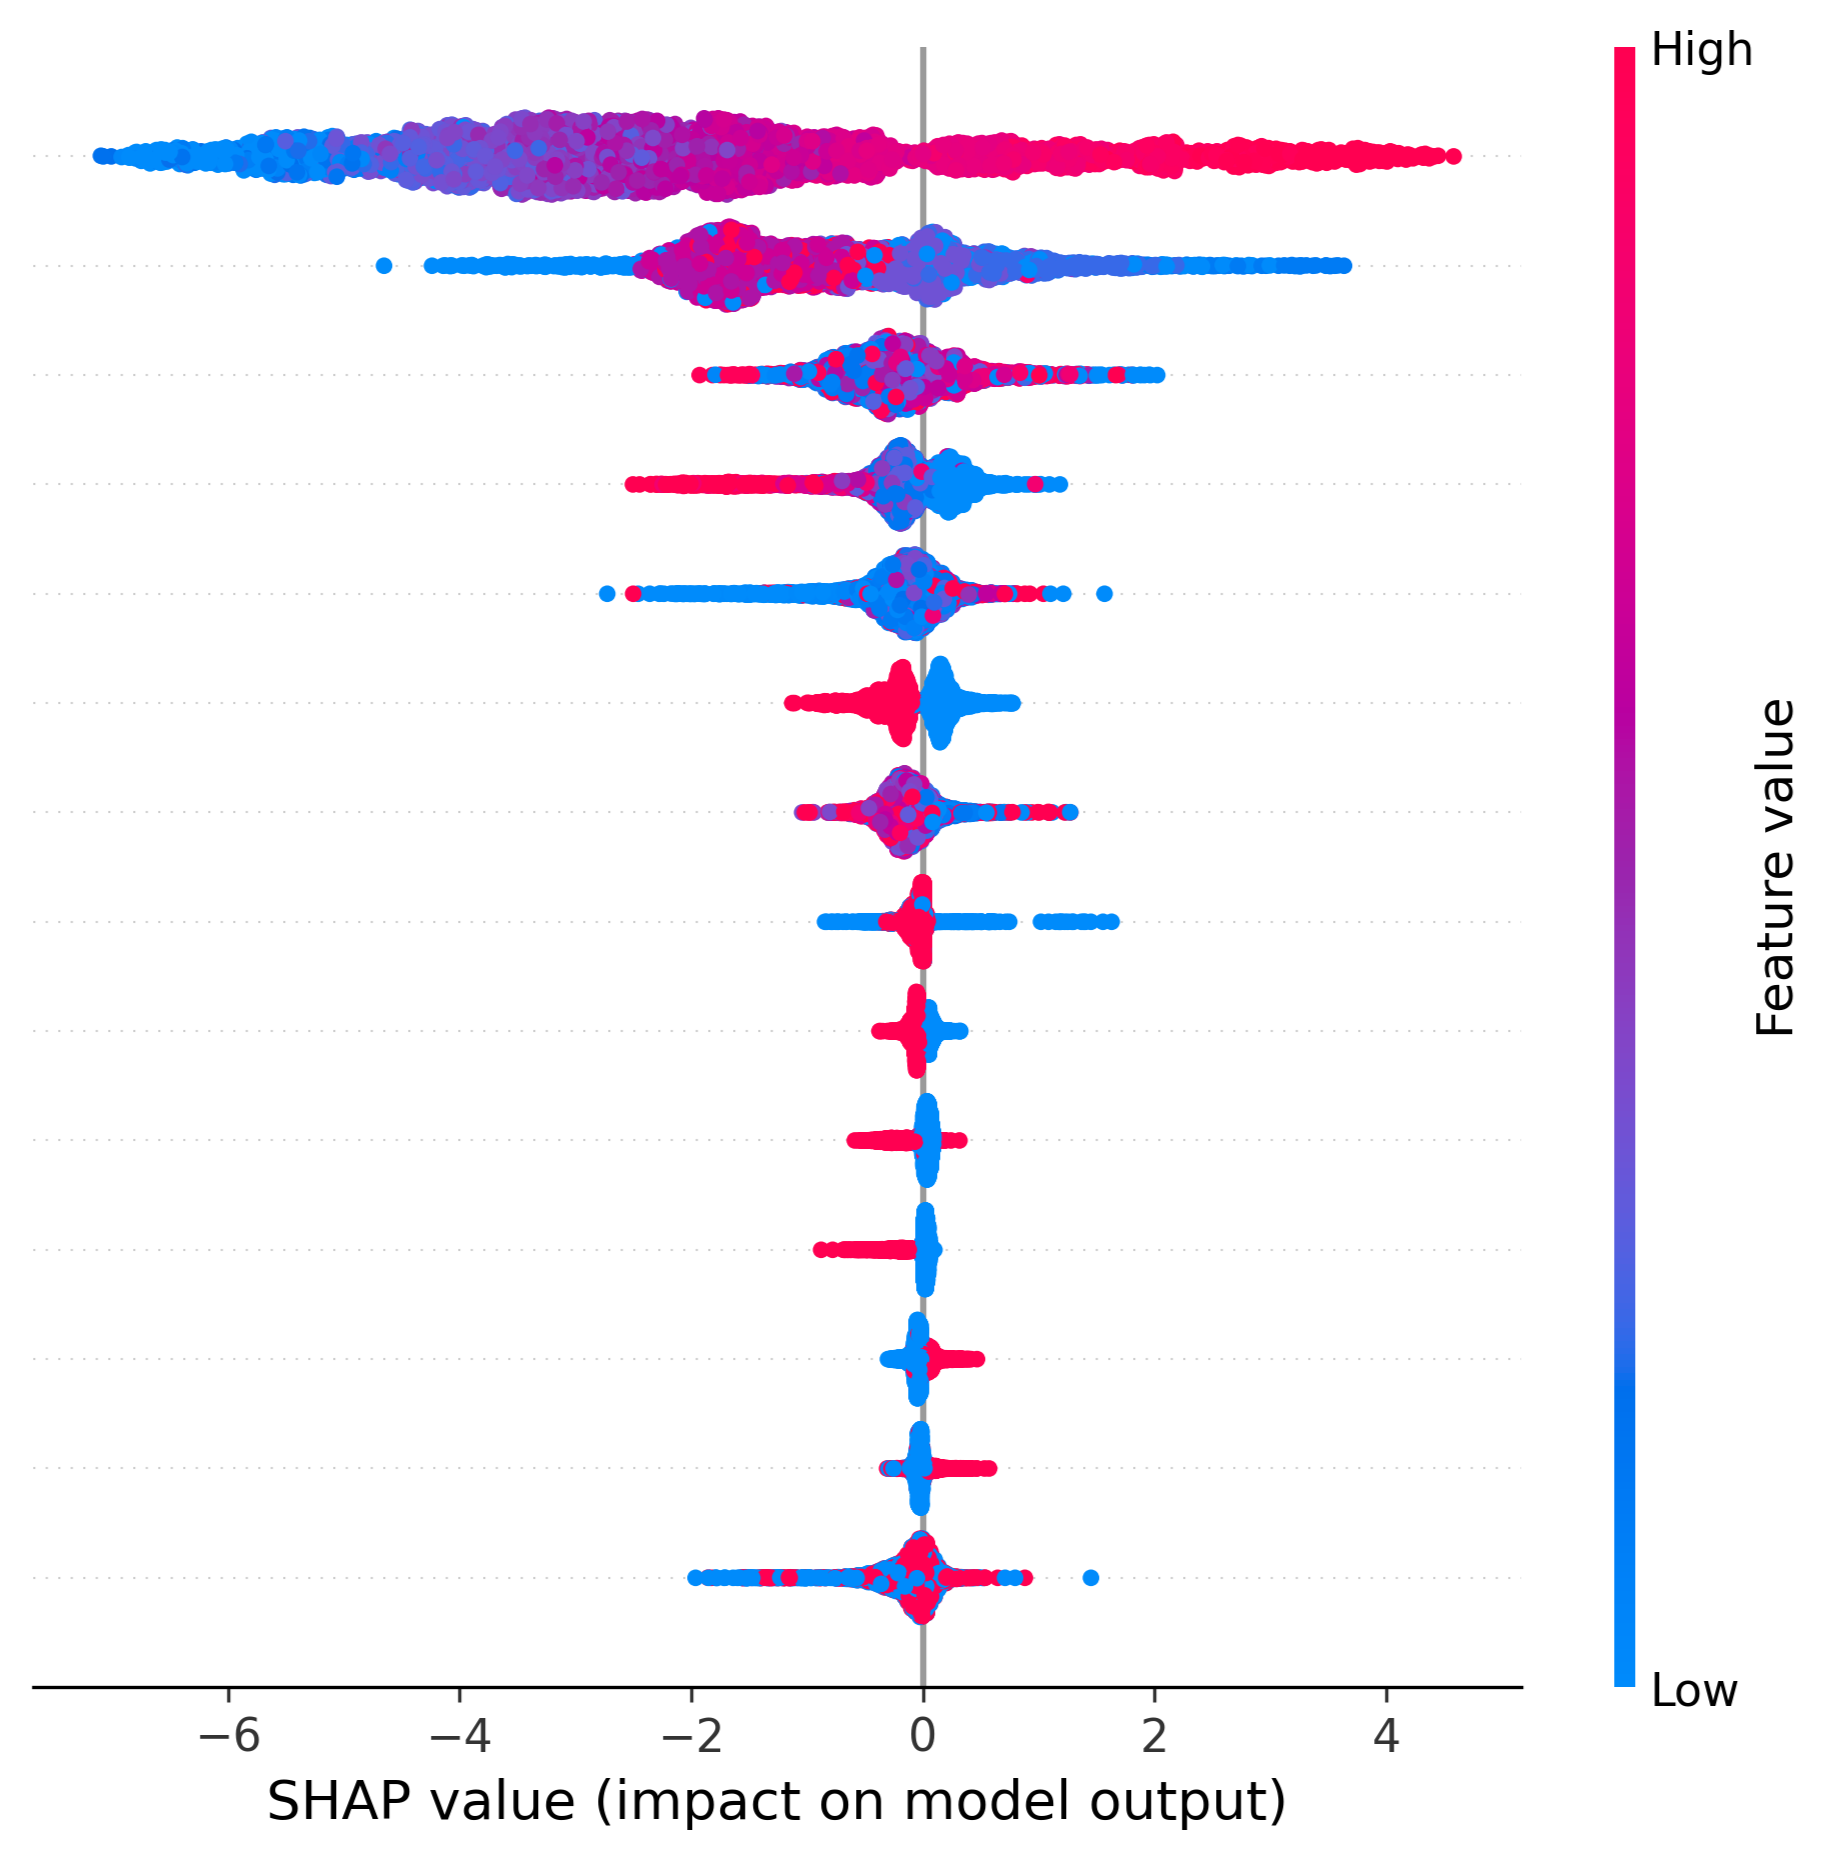 High
Feature value
Low
−6 −4 −2 0 2 4
SHAP value (impact on model output)